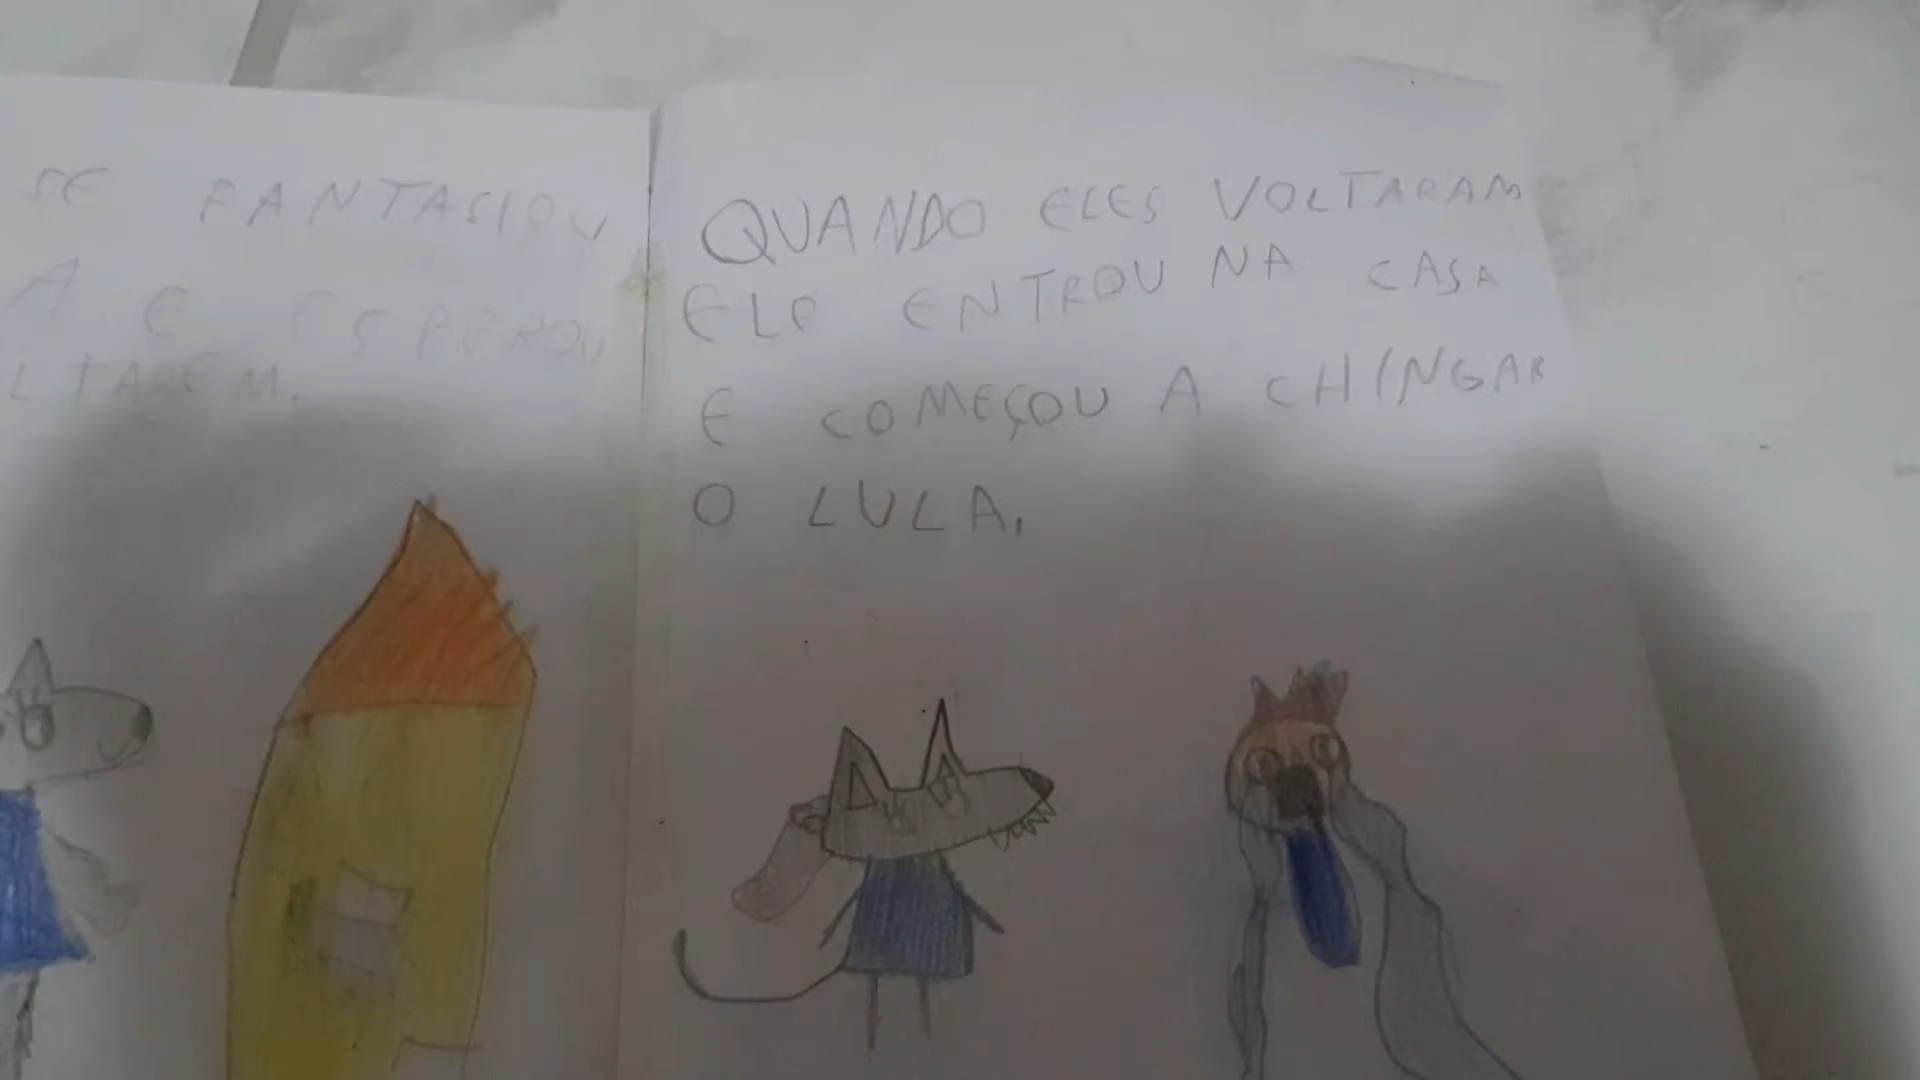 SE FANTASIOU
A E ESPEROU
LTAREM.
QUANDO ELES VOLTARAM
ELE ENTROU NA CASA
E COMEÇOU A CHINGAR
O LULA.